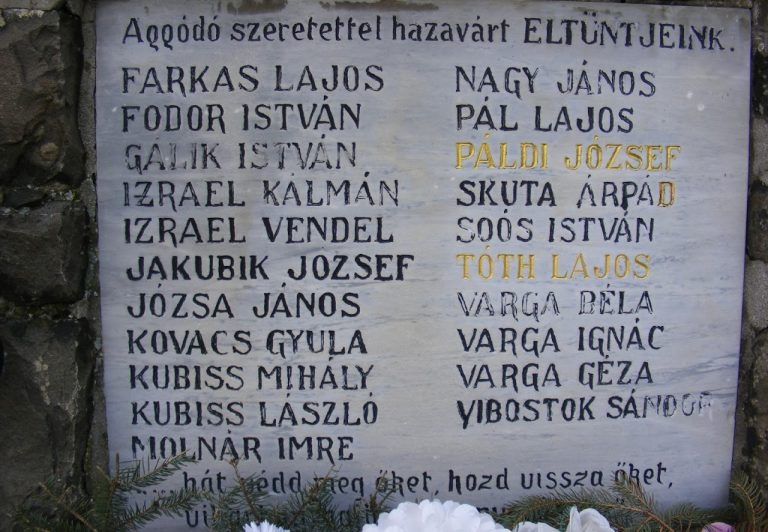 Aggódó szeretettel hazavárt ELTŰNTJEINK.
FARKAS LAJOS
FODOR ISTVÁN
GÁLIK ISTVÁN
IZRAEL KÁLMÁN
IZRAEL VENDEL
JAKUBIK JÓZSEF
JÓZSA JÁNOS
KOVÁCS GYULA
KUBISS MIHÁLY
KUBISS LÁSZLÓ
MOLNÁR IMRE
NAGY JÁNOS
PÁL LAJOS
PÁLDI JÓZSEF
SKUTA ÁRPÁD
SOÓS ISTVÁN
TÓTH LAJOS
VARGA BÉLA
VARGA IGNÁC
VARGA GÉZA
VIBOSTOK SÁNDOR
hát védd meg őket, hozd vissza őket,